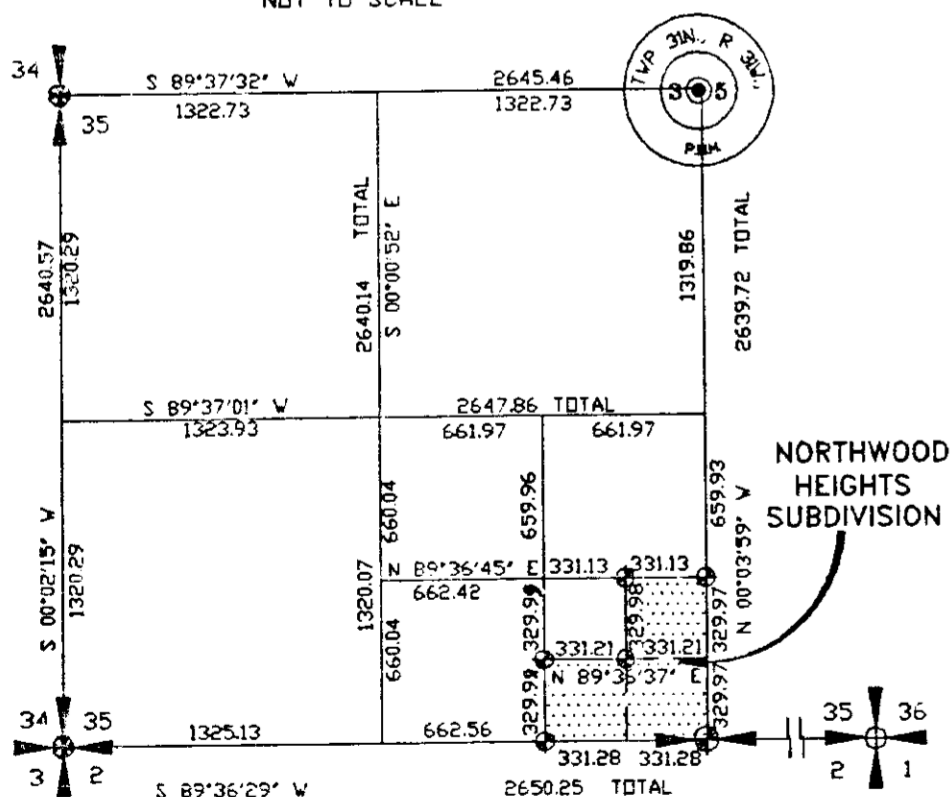 NOT TO SCALE
34
35
S 89°37'32" W
2645.46
1322.73
1322.73
TWP 31N., R 31W.,
35
P.M.M.
2640.57
1320.29
2640.14 TOTAL
S 00°00'52" E
1319.86
2639.72 TOTAL
S 89°37'01" W
2647.86 TOTAL
1323.93
661.97
661.97
NORTHWOOD
HEIGHTS
SUBDIVISION
S 00°02'15" W
1320.29
1320.07
660.04
659.96
659.93
N 00°03'59" W
N 89°36'45" E
331.13
331.13
662.42
660.04
329.99
329.98
329.97
331.21
331.21
N 89°36'37" E
329.99
329.97
34
35
3
2
1325.13
662.56
331.28
331.28
S 89°36'29" W
2650.25 TOTAL
35
36
2
1